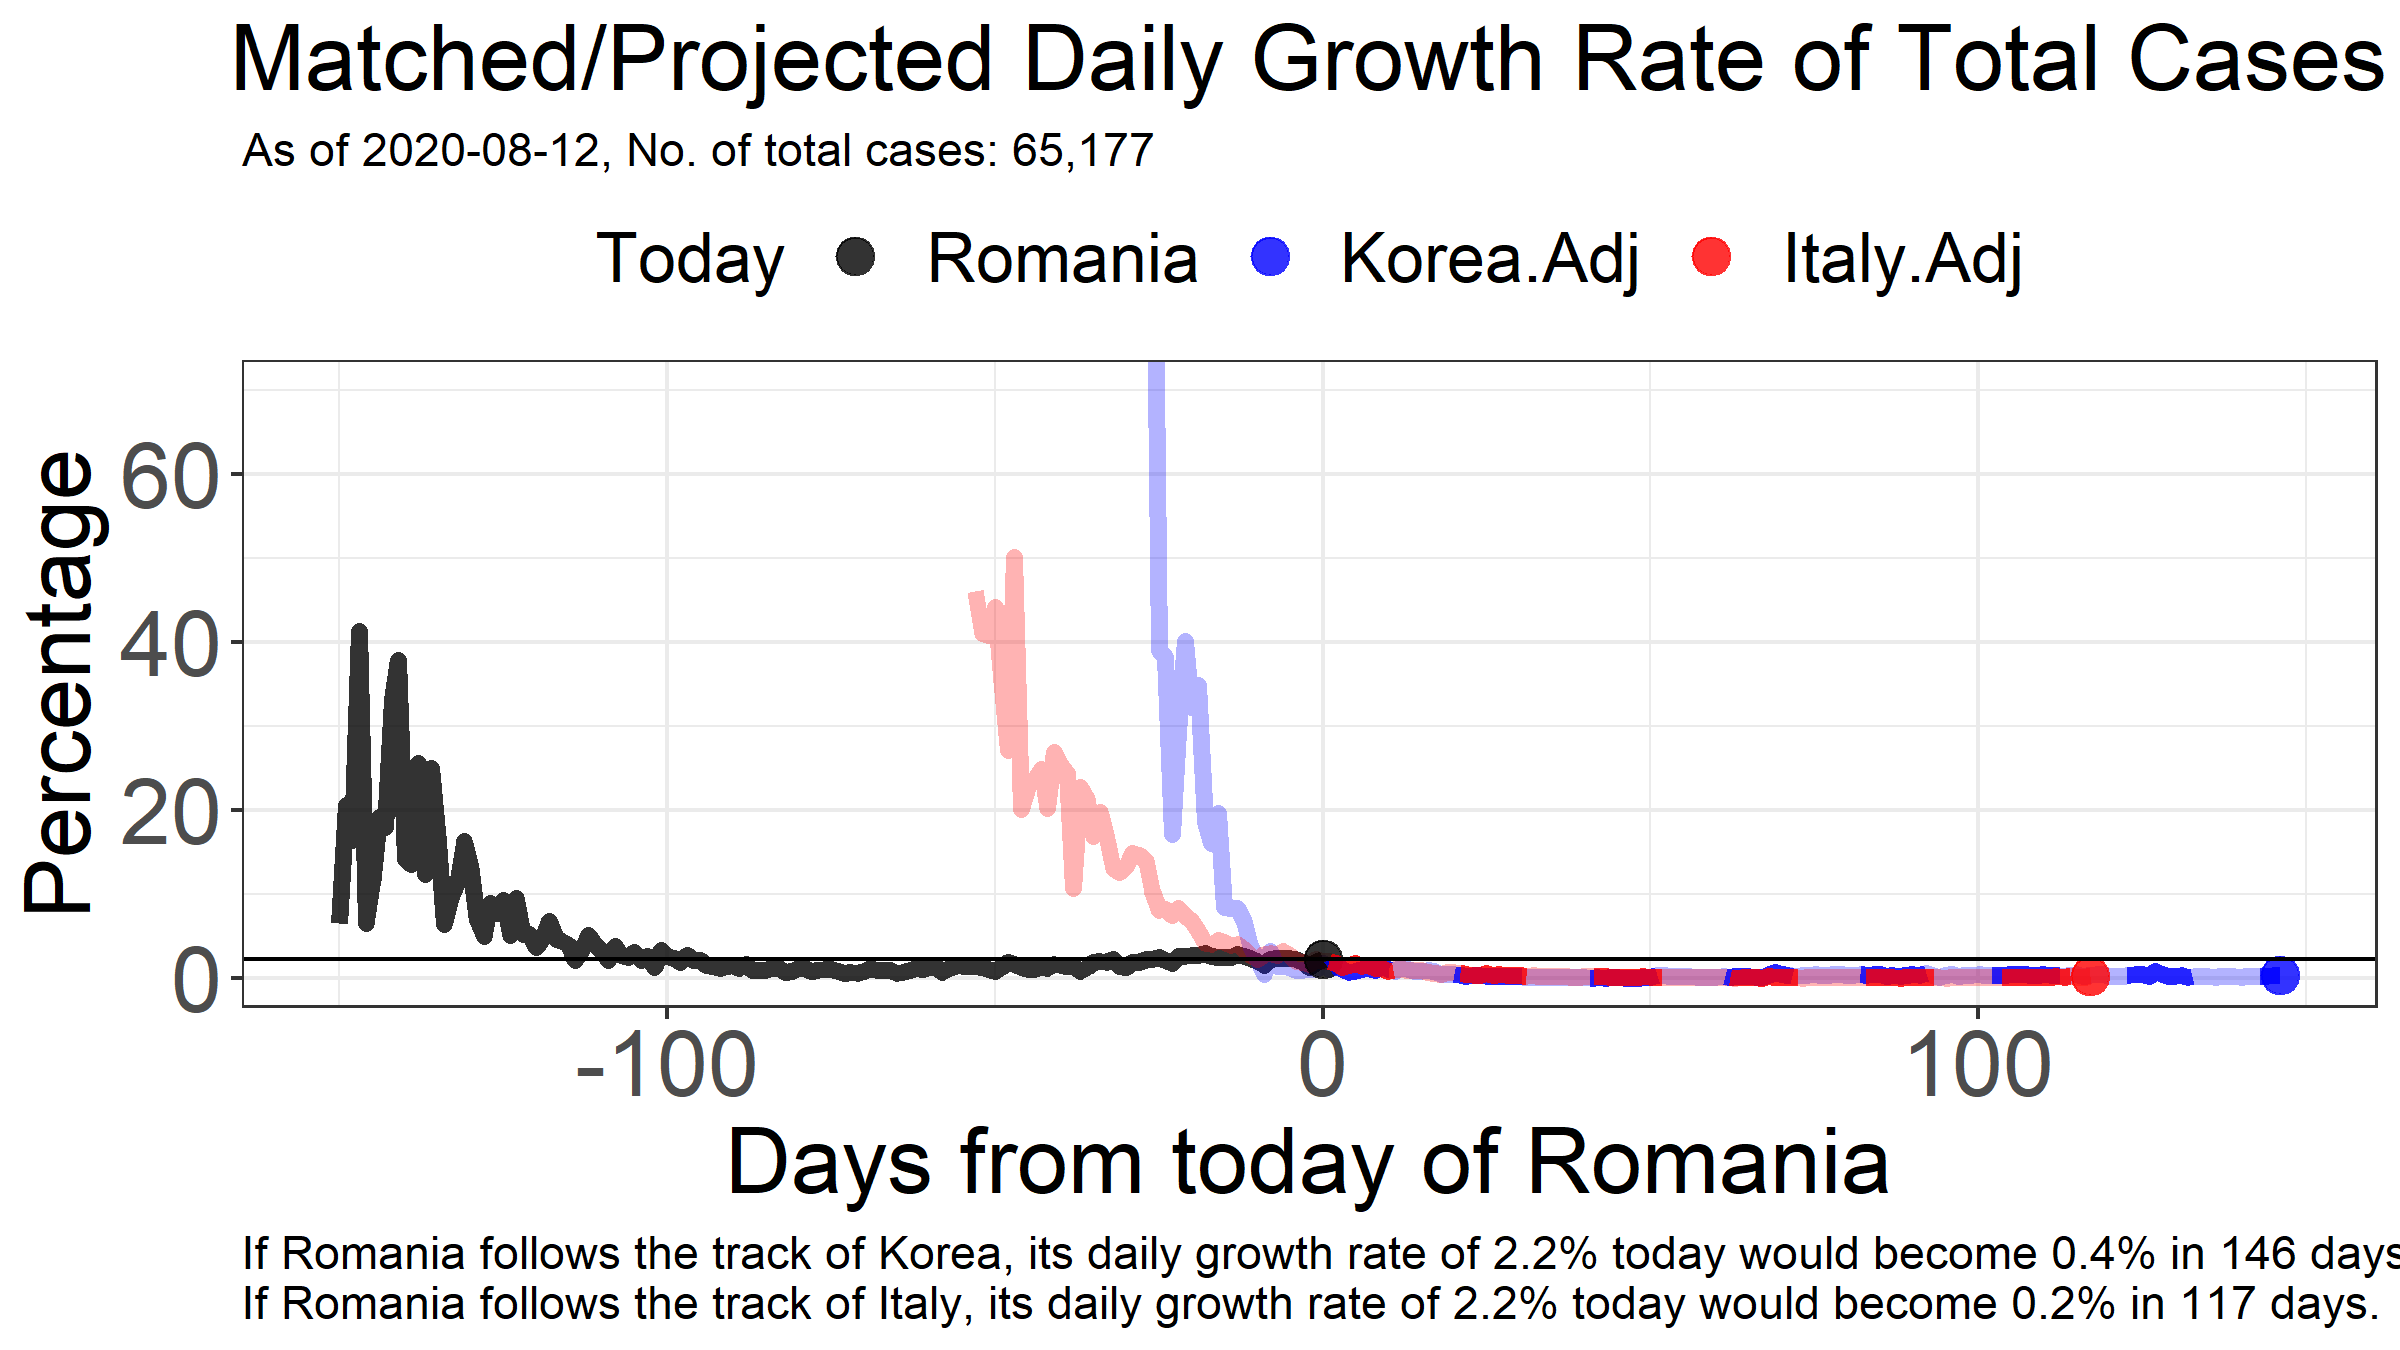 Matched/Projected Daily Growth Rate of Total Cases
As of 2020-08-12, No. of total cases: 65,177
Today Romania Korea.Adj Italy.Adj
Percentage
60
40
20
0
-100 0 100
Days from today of Romania
If Romania follows the track of Korea, its daily growth rate of 2.2% today would become 0.4% in 146 days
If Romania follows the track of Italy, its daily growth rate of 2.2% today would become 0.2% in 117 days.